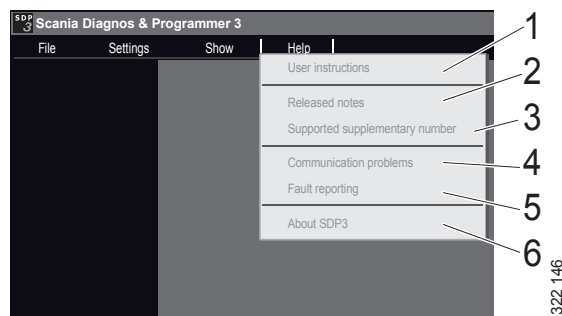 SDP 3 Scania Diagnos & Programmer 3
File Settings Show Help
User instructions
Released notes
Supported supplementary number
Communication problems
Fault reporting
About SDP3
1
2
3
4
5
6
322 146